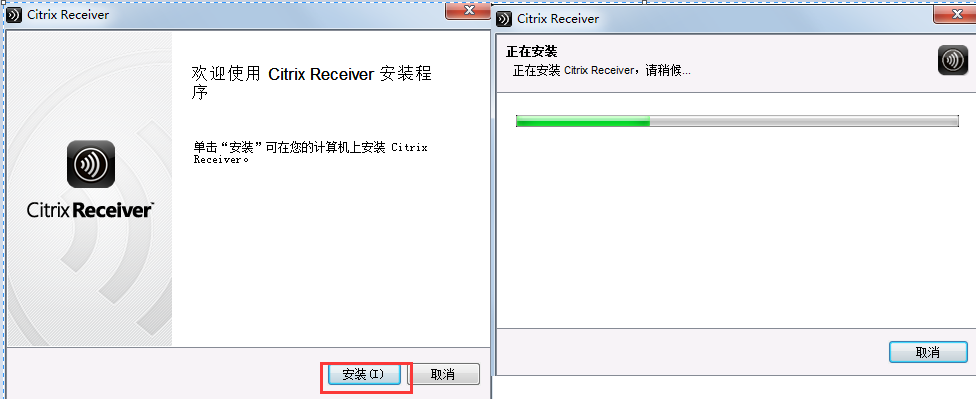 Citrix Receiver
欢迎使用 Citrix Receiver 安装程
序
单击“安装”可在您的计算机上安装 Citrix
Receiver。
Citrix Receiver™
安装(I)
取消
Citrix Receiver
正在安装
正在安装 Citrix Receiver，请稍候...
取消